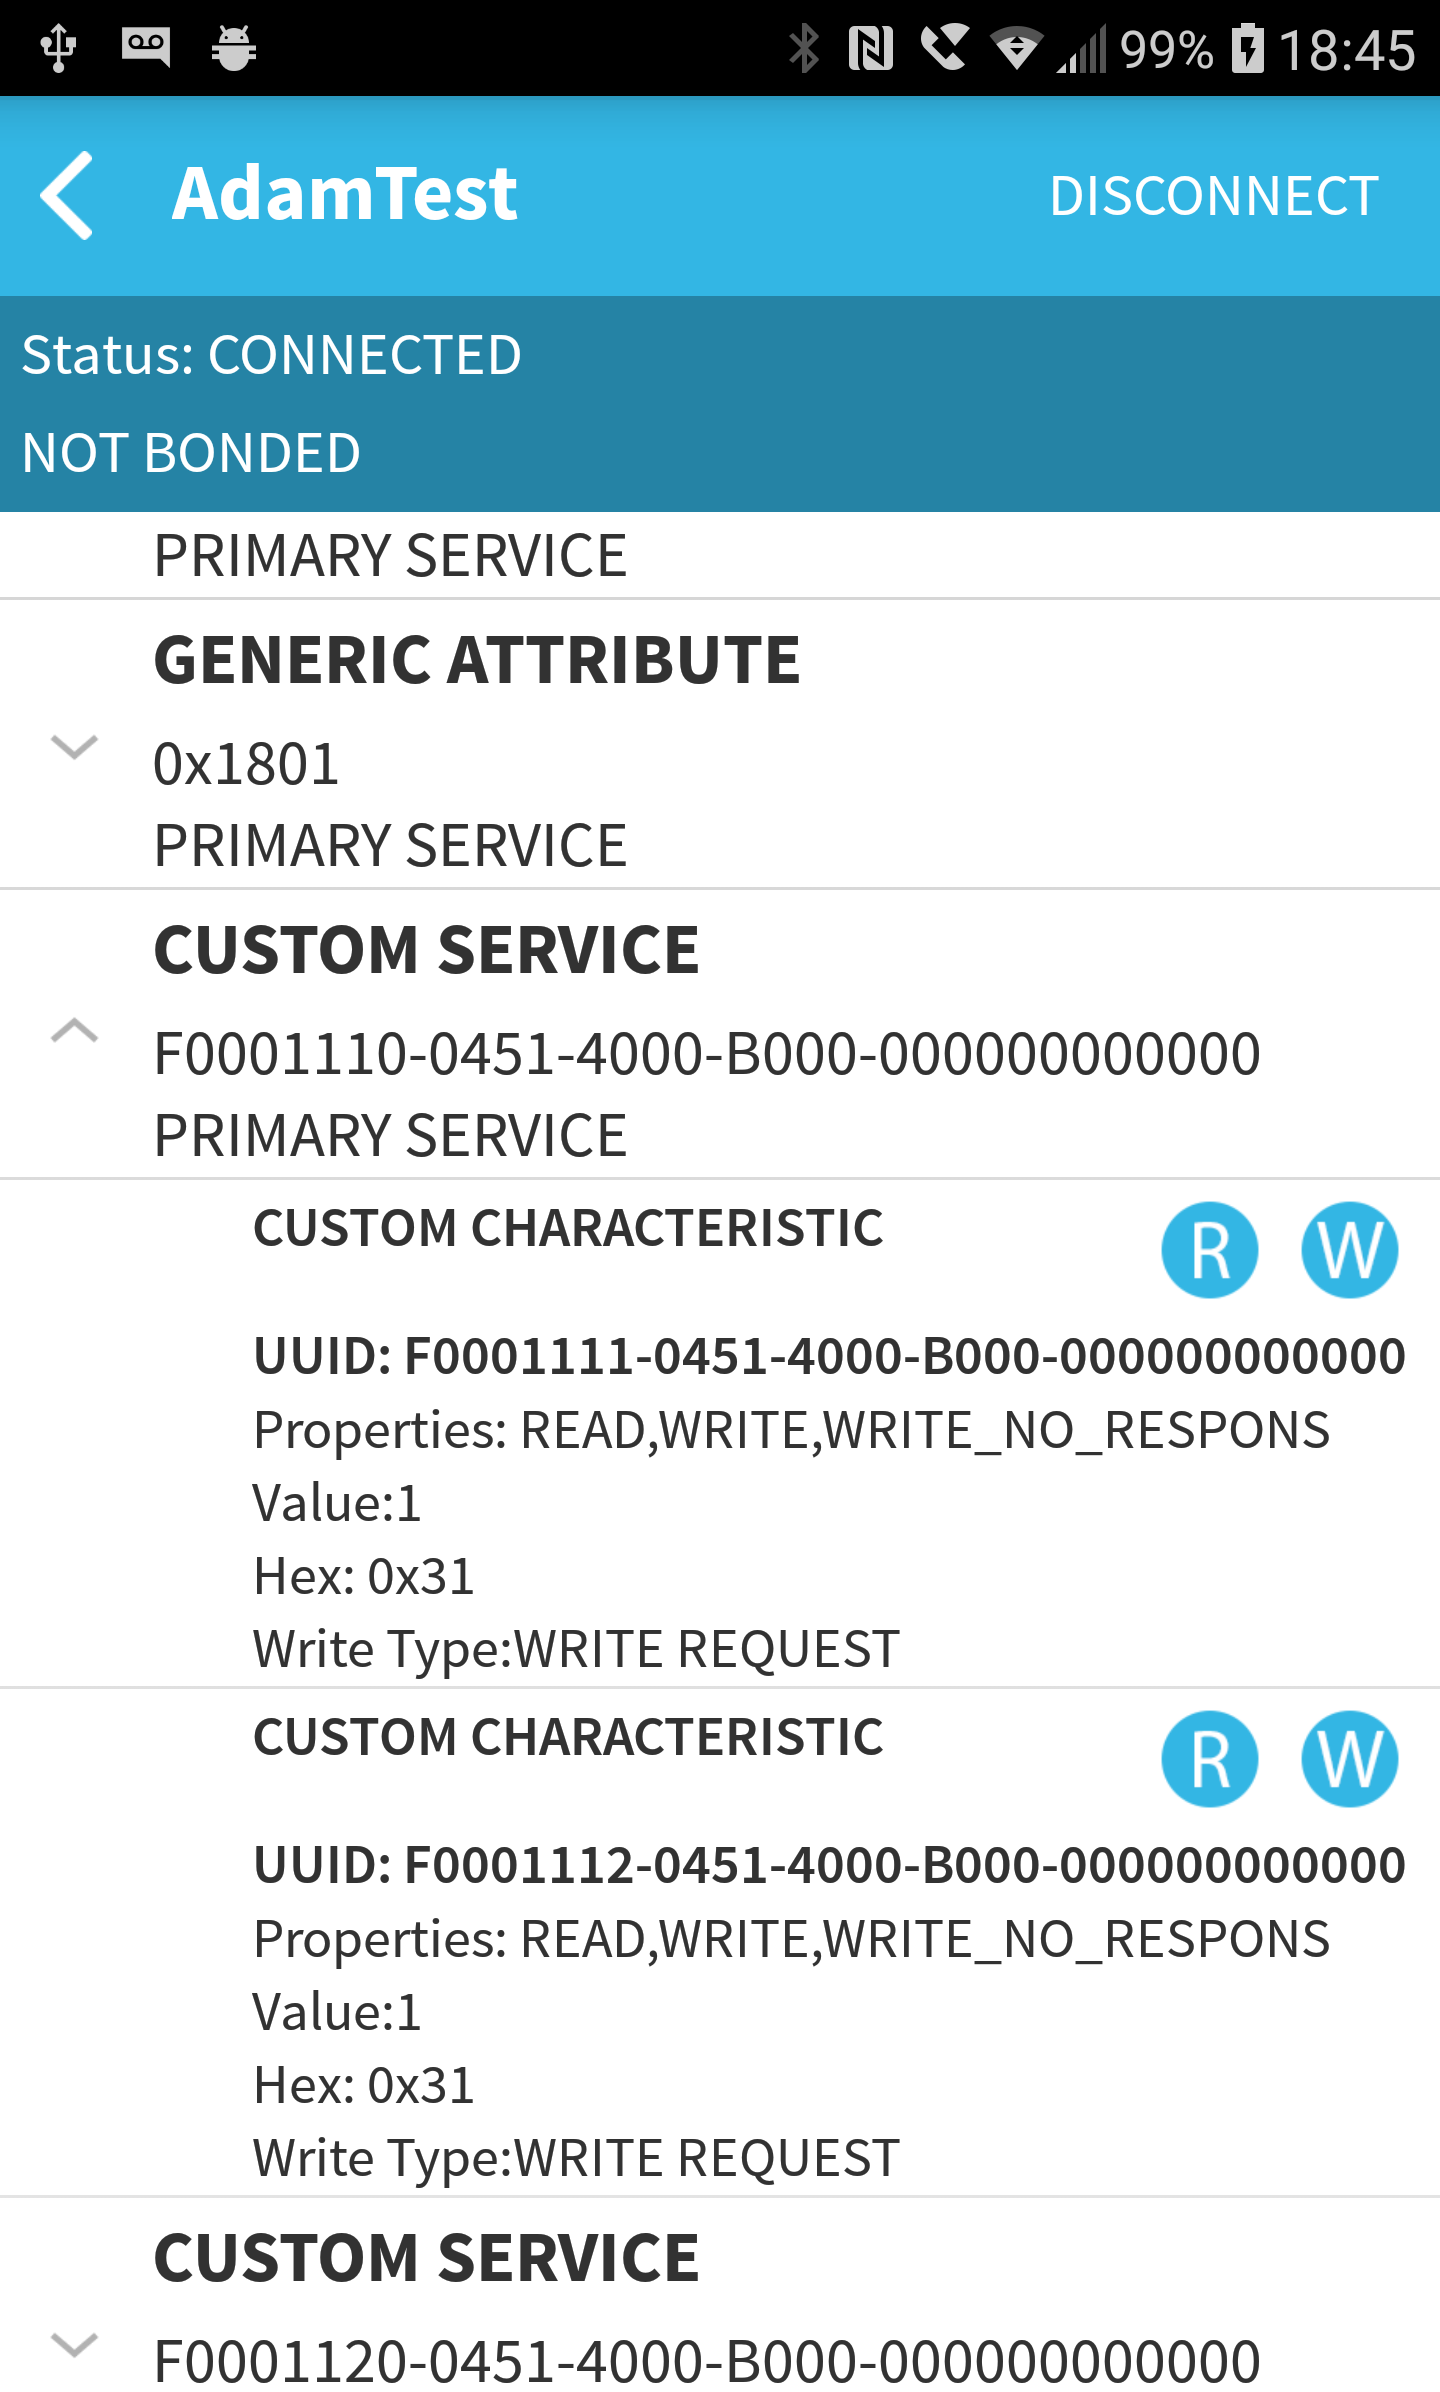 99% 18:45
AdamTest DISCONNECT
Status: CONNECTED
NOT BONDED
PRIMARY SERVICE
GENERIC ATTRIBUTE
0x1801
PRIMARY SERVICE
CUSTOM SERVICE
F0001110-0451-4000-B000-000000000000
PRIMARY SERVICE
CUSTOM CHARACTERISTIC R W
UUID: F0001111-0451-4000-B000-000000000000
Properties: READ,WRITE,WRITE_NO_RESPONS
Value:1
Hex: 0x31
Write Type:WRITE REQUEST
CUSTOM CHARACTERISTIC R W
UUID: F0001112-0451-4000-B000-000000000000
Properties: READ,WRITE,WRITE_NO_RESPONS
Value:1
Hex: 0x31
Write Type:WRITE REQUEST
CUSTOM SERVICE
F0001120-0451-4000-B000-000000000000